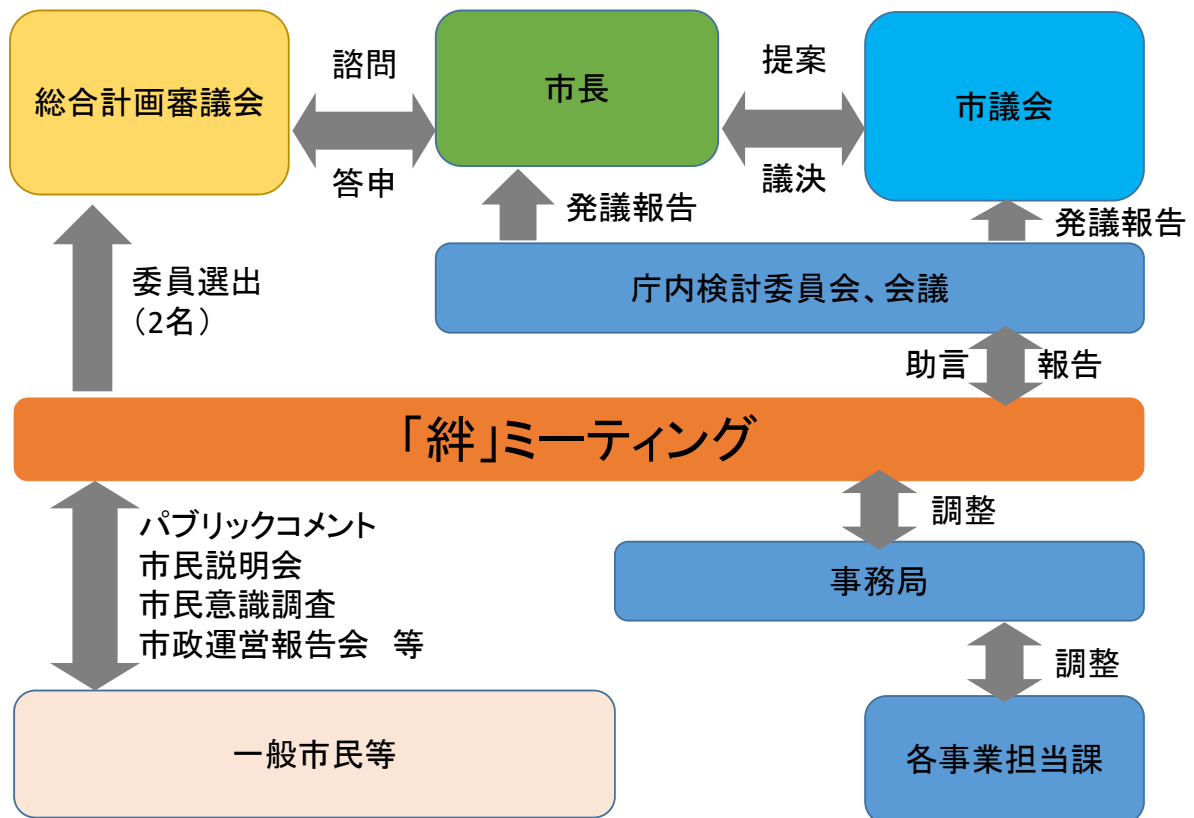 総合計画審議会
諮問
答申
市長
提案
議決
市議会
発議報告
発議報告
委員選出
（2名）
庁内検討委員会、会議
助言
報告
「絆」ミーティング
パブリックコメント
市民説明会
市民意識調査
市政運営報告会　等
調整
事務局
調整
一般市民等
各事業担当課